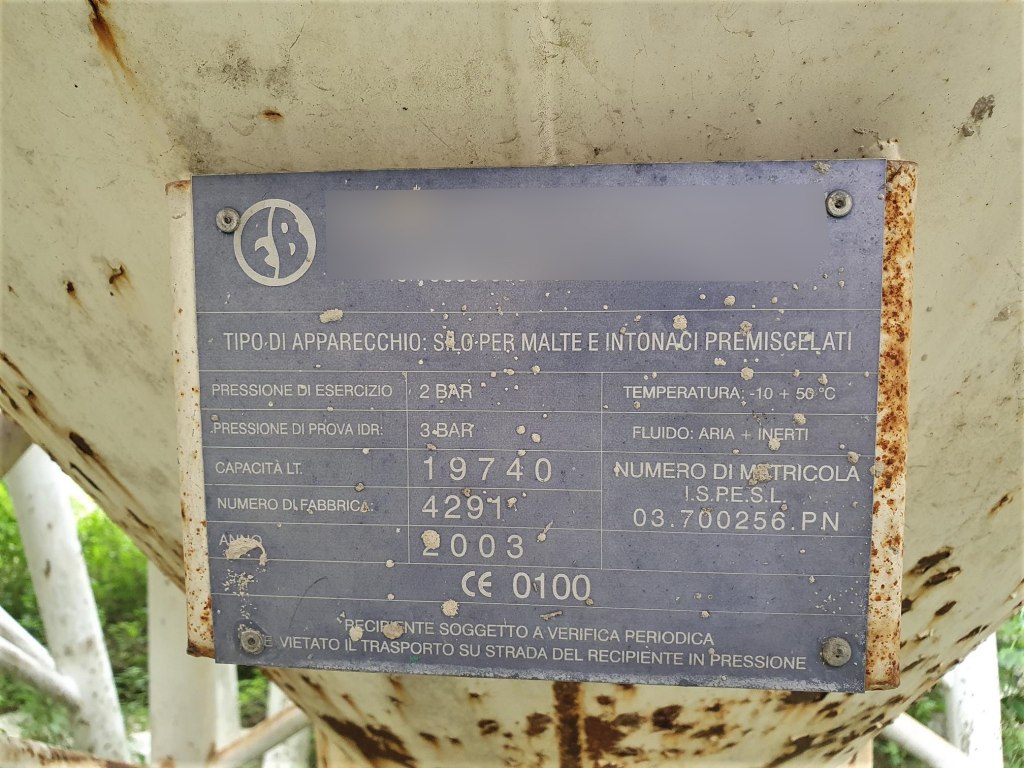 TIPO DI APPARECCHIO: SILO PER MALTE E INTONACI PREMISCELATI
PRESSIONE DI ESERCIZIO 2 BAR
TEMPERATURA: -10 + 50 °C
PRESSIONE DI PROVA IDR: 3 BAR
FLUIDO: ARIA + INERTI
CAPACITÀ LT. 19740
NUMERO DI FABBRICA: 4291
ANNO 2003
NUMERO DI MATRICOLA
I.S.P.E.S.L.
03.700256.PN
CE 0100
RECIPIENTE SOGGETTO A VERIFICA PERIODICA
E VIETATO IL TRASPORTO SU STRADA DEL RECIPIENTE IN PRESSIONE